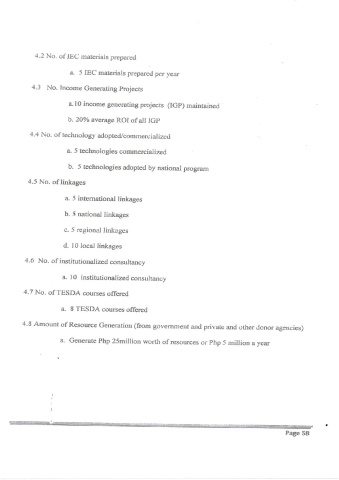 4.2 No. of IEC materials prepared
a. 5 IEC materials prepared per year
4.3 No. Income Generating Projects
a.10 income generating projects (IGP) maintained
b. 20% average ROI of all IGP
4.4 No. of technology adopted/commercialized
a. 5 technologies commercialized
b. 5 technologies adopted by national program
4.5 No. of linkages
a. 5 international linkages
b. 5 national linkages
c. 5 regional linkages
d. 10 local linkages
4.6 No. of institutionalized consultancy
a. 10 institutionalized consultancy
4.7 No. of TESDA courses offered
a. 8 TESDA courses offered
4.8 Amount of Resource Generation (from government and private and other donor agencies)
a. Generate Php 25million worth of resources or Php 5 million a year
Page 58